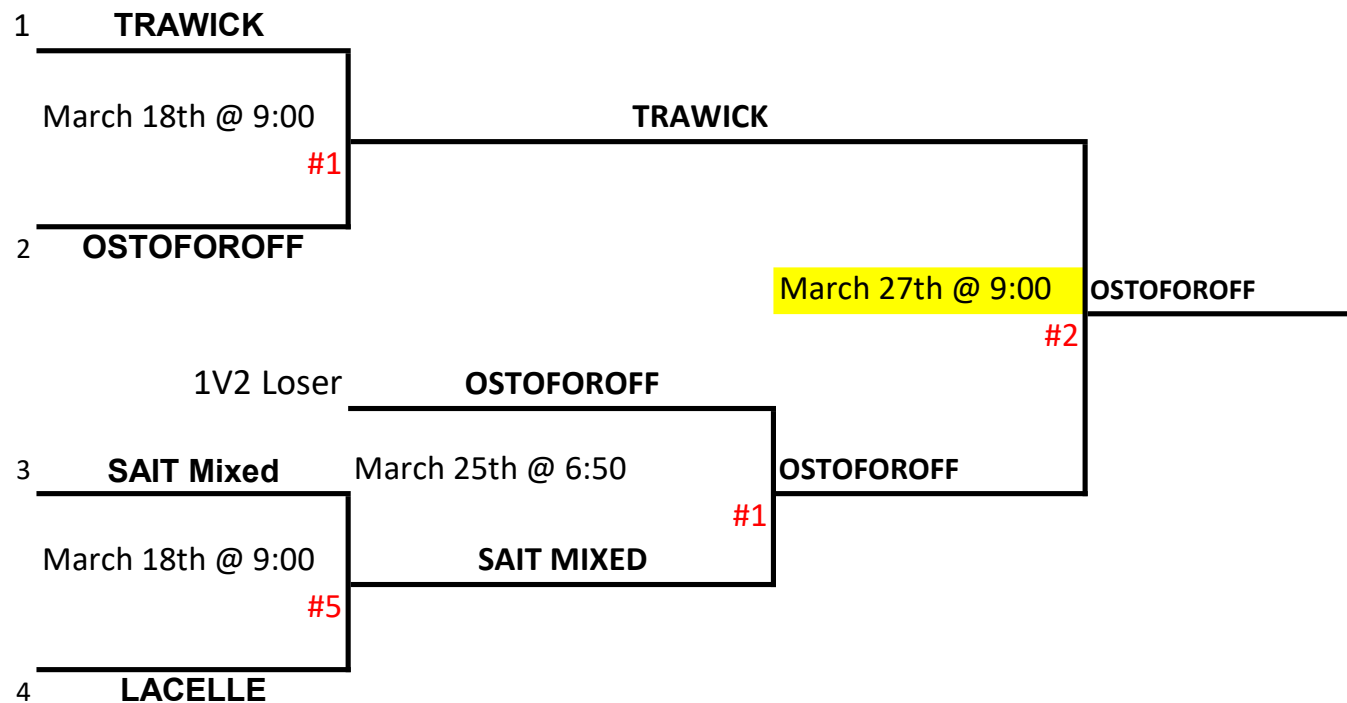 1 TRAWICK
March 18th @ 9:00 TRAWICK
#1
2 OSTOFOROFF
March 27th @ 9:00 OSTOFOROFF
#2
1V2 Loser OSTOFOROFF
3 SAIT Mixed March 25th @ 6:50 OSTOFOROFF
#1
March 18th @ 9:00 SAIT MIXED
#5
4 LACELLE